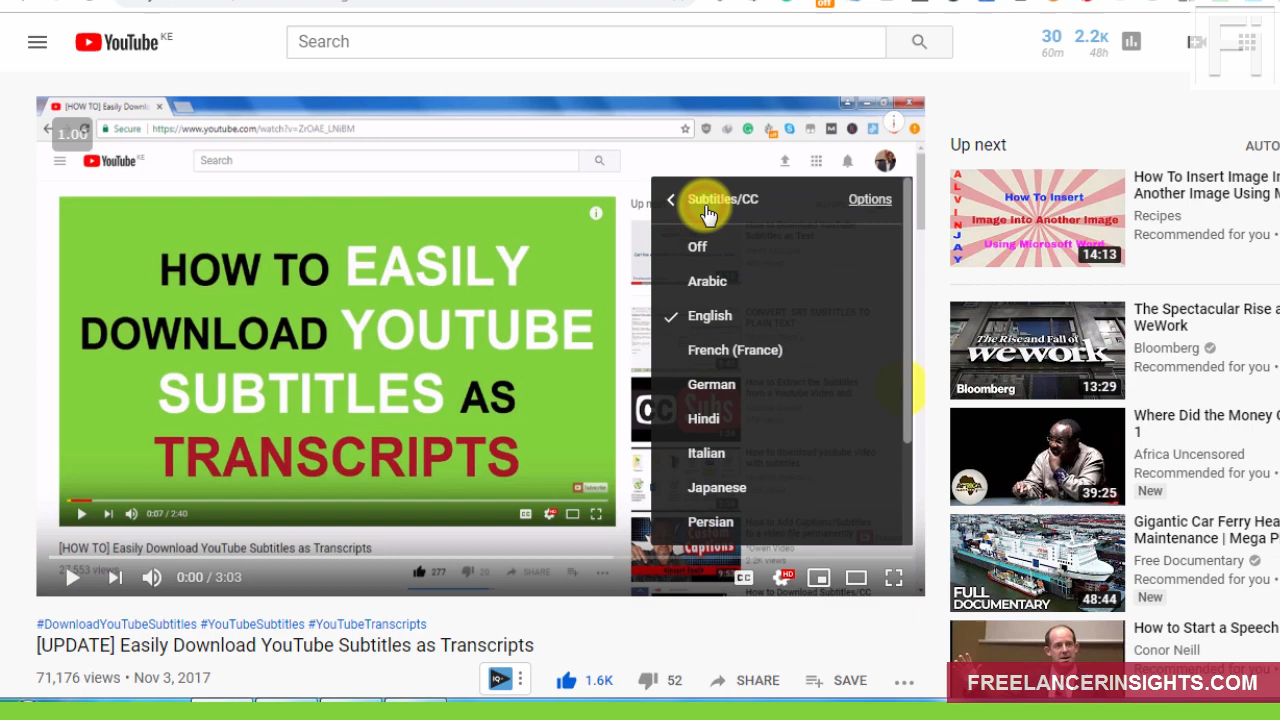 YouTube KE
Search
30
60m
2.2K
48h
[HOW TO] Easily Downlo
1.00
Secure
https://www.youtube.com/watch?v=ZrOAE_LNiBM
YouTube KE
Search
HOW TO EASILY
DOWNLOAD YOUTUBE
SUBTITLES AS
TRANSCRIPTS
Subscribe
0:07 / 2:40
Subtitles/CC
Options
Off
Arabic
English
French (France)
German
Hindi
Italian
Japanese
Persian
[HOW TO] Easily Download YouTube Subtitles as Transcripts
277
28
SHARE
0:00 / 3:03
CC
HD
#DownloadYouTubeSubtitles #YouTubeSubtitles #YouTubeTranscripts
[UPDATE] Easily Download YouTube Subtitles as Transcripts
71,176 views • Nov 3, 2017
1.6K
52
SHARE
SAVE
Up next
AUTO
ALVINJAY
How To Insert
Image Into Another Image
Using Microsoft Word
14:13
How To Insert Image I
Another Image Using M
Recipes
Recommended for you •
The Rise and Fall of
wework
Bloomberg
13:29
The Spectacular Rise a
WeWork
Bloomberg
Recommended for you •
39:25
Where Did the Money G
1
Africa Uncensored
Recommended for you •
New
FULL
DOCUMENTARY
48:44
Gigantic Car Ferry Hea
Maintenance | Mega P
Free Documentary
Recommended for you •
New
How to Start a Speech
Conor Neill
FREELANCERINSIGHTS.COM